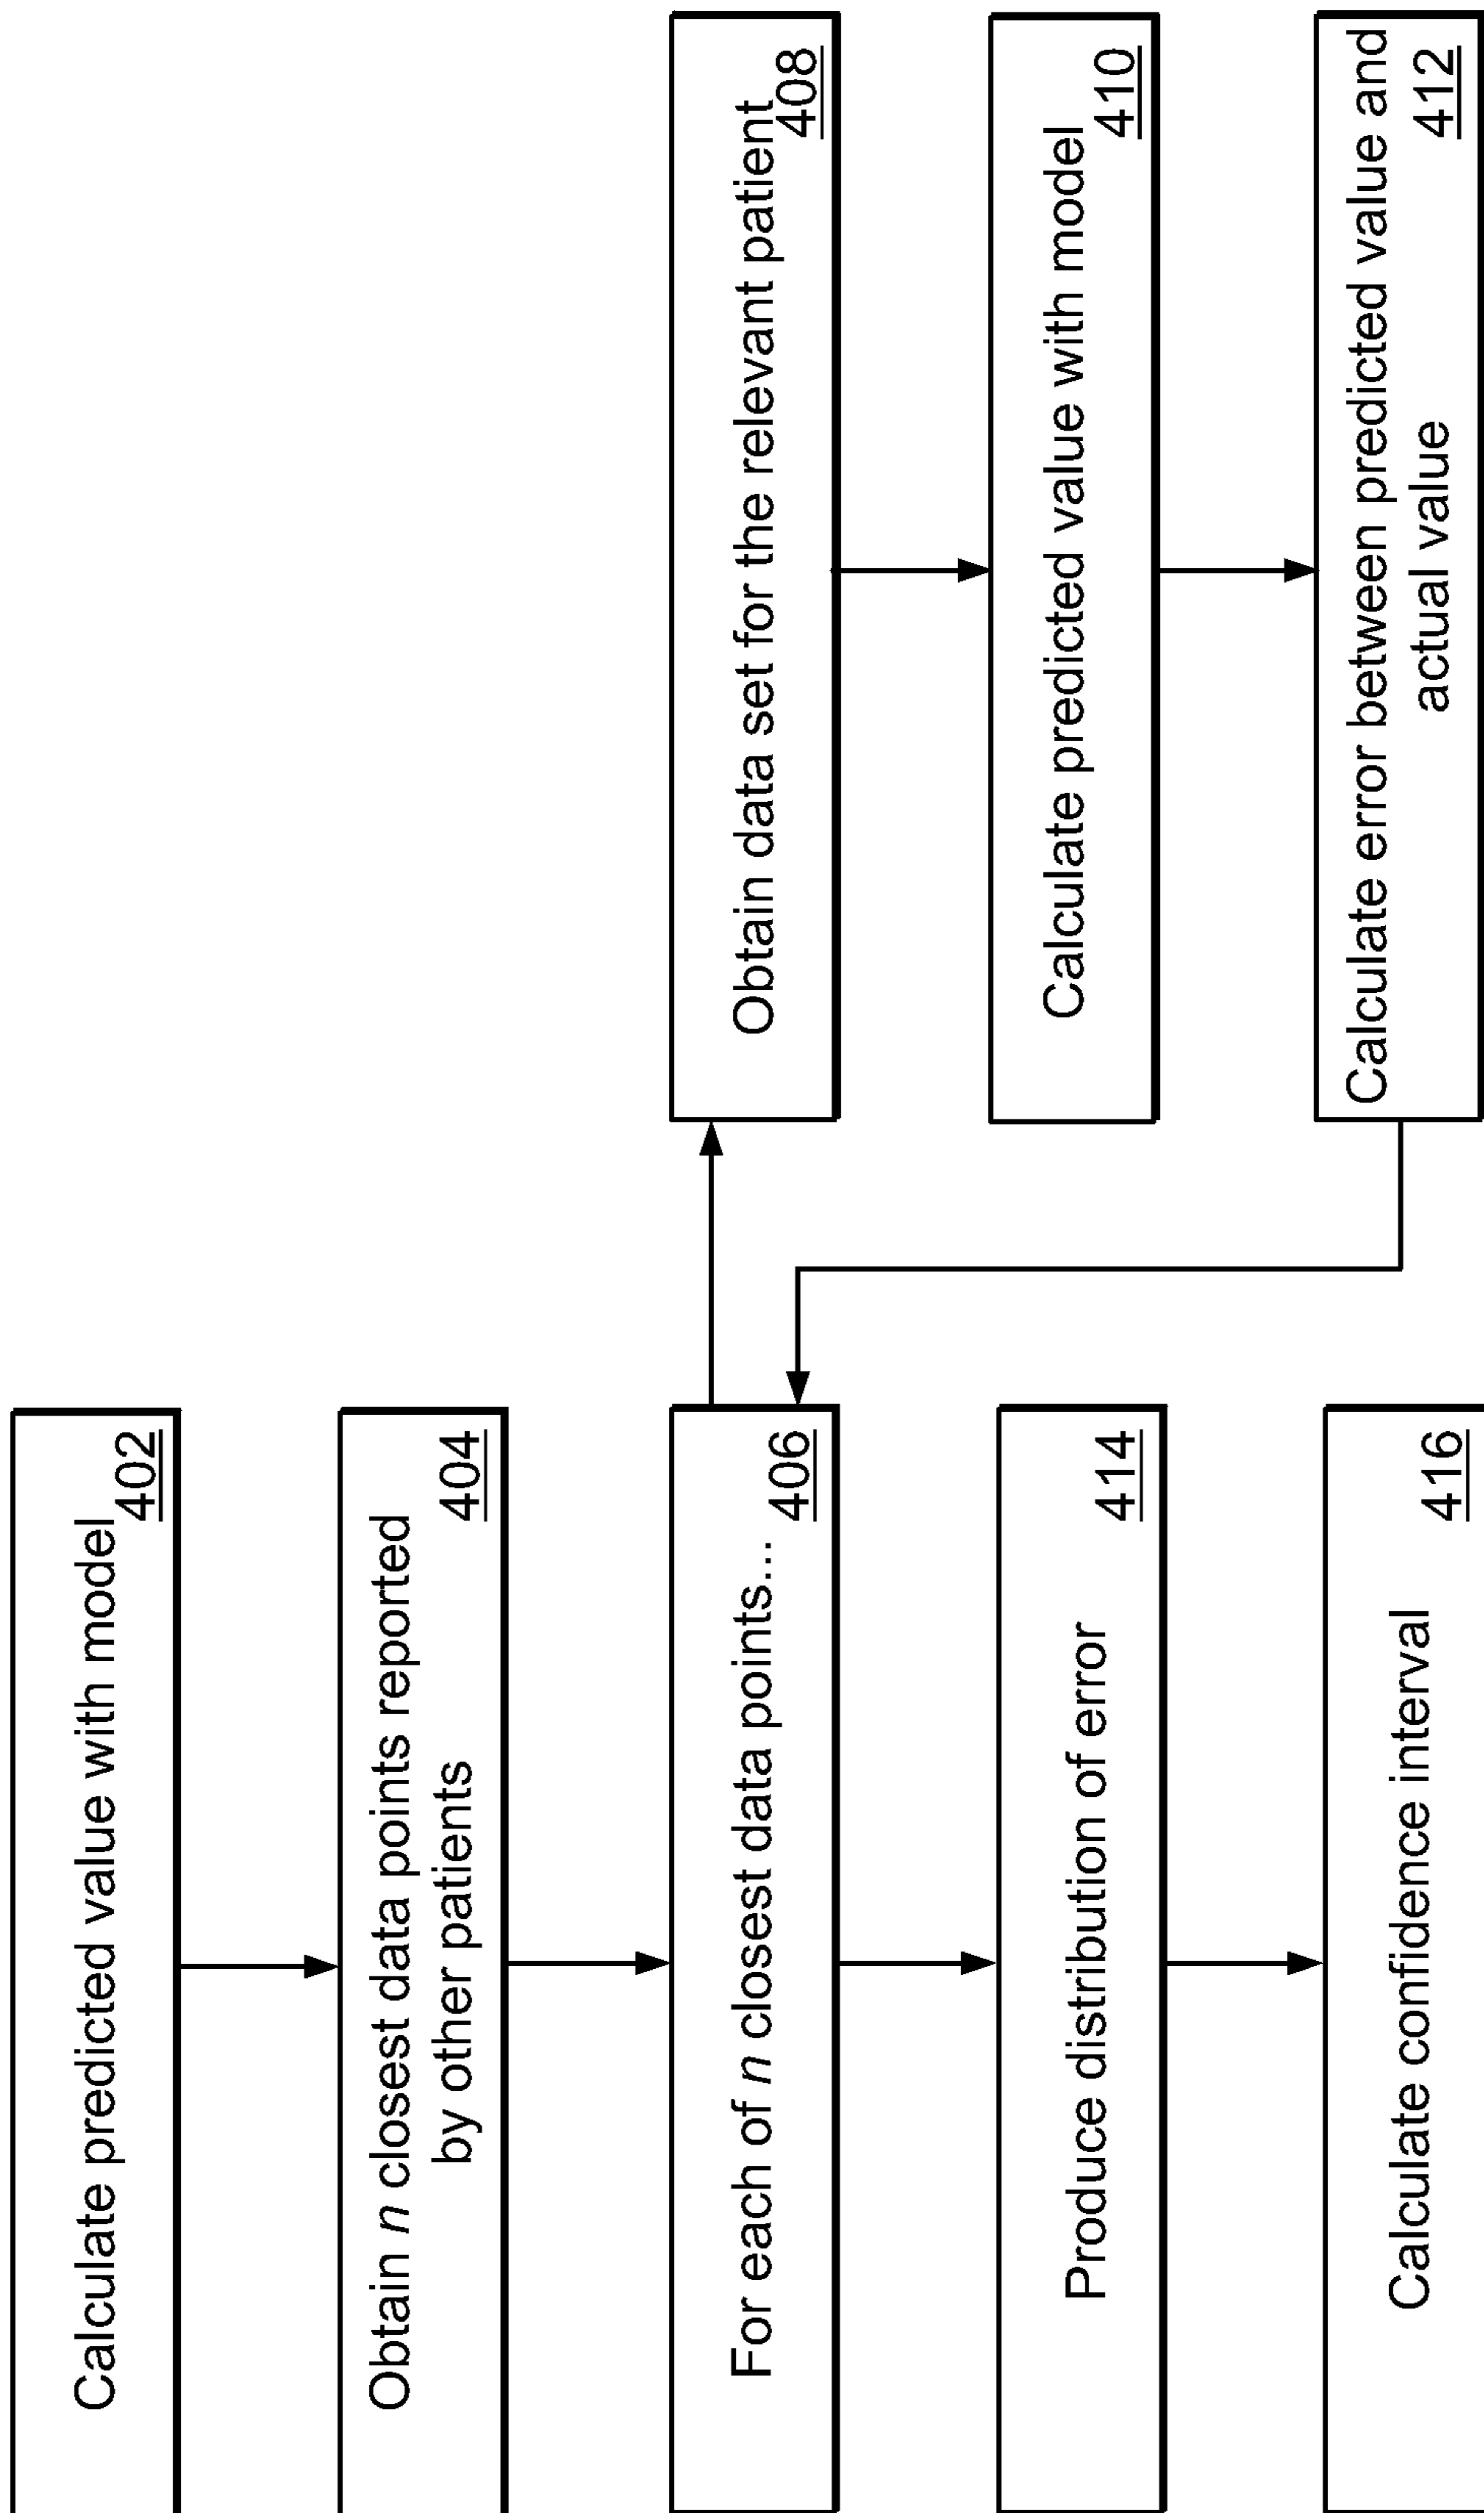 Calculate predicted value with model
402
Obtain n closest data points reported
by other patients
404
For each of n closest data points...
406
Obtain data set for the relevant patient
408
Calculate predicted value with model
410
Calculate error between predicted value and
actual value
412
Produce distribution of error
414
Calculate confidence interval
416